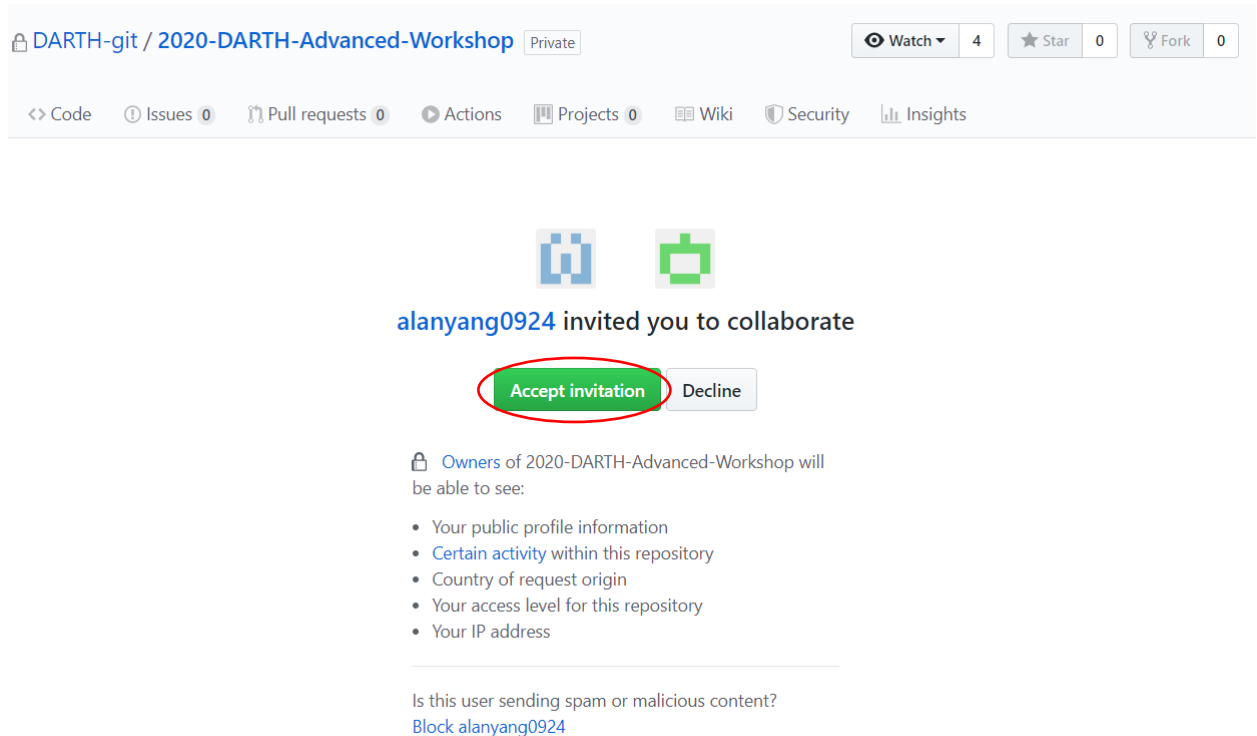 DARTH-git / 2020-DARTH-Advanced-Workshop Private Watch 4 Star 0 Fork 0
Code Issues 0 Pull requests 0 Actions Projects 0 Wiki Security Insights
alanyang0924 invited you to collaborate
Accept invitation Decline
Owners of 2020-DARTH-Advanced-Workshop will
be able to see:
• Your public profile information
• Certain activity within this repository
• Country of request origin
• Your access level for this repository
• Your IP address
Is this user sending spam or malicious content?
Block alanyang0924